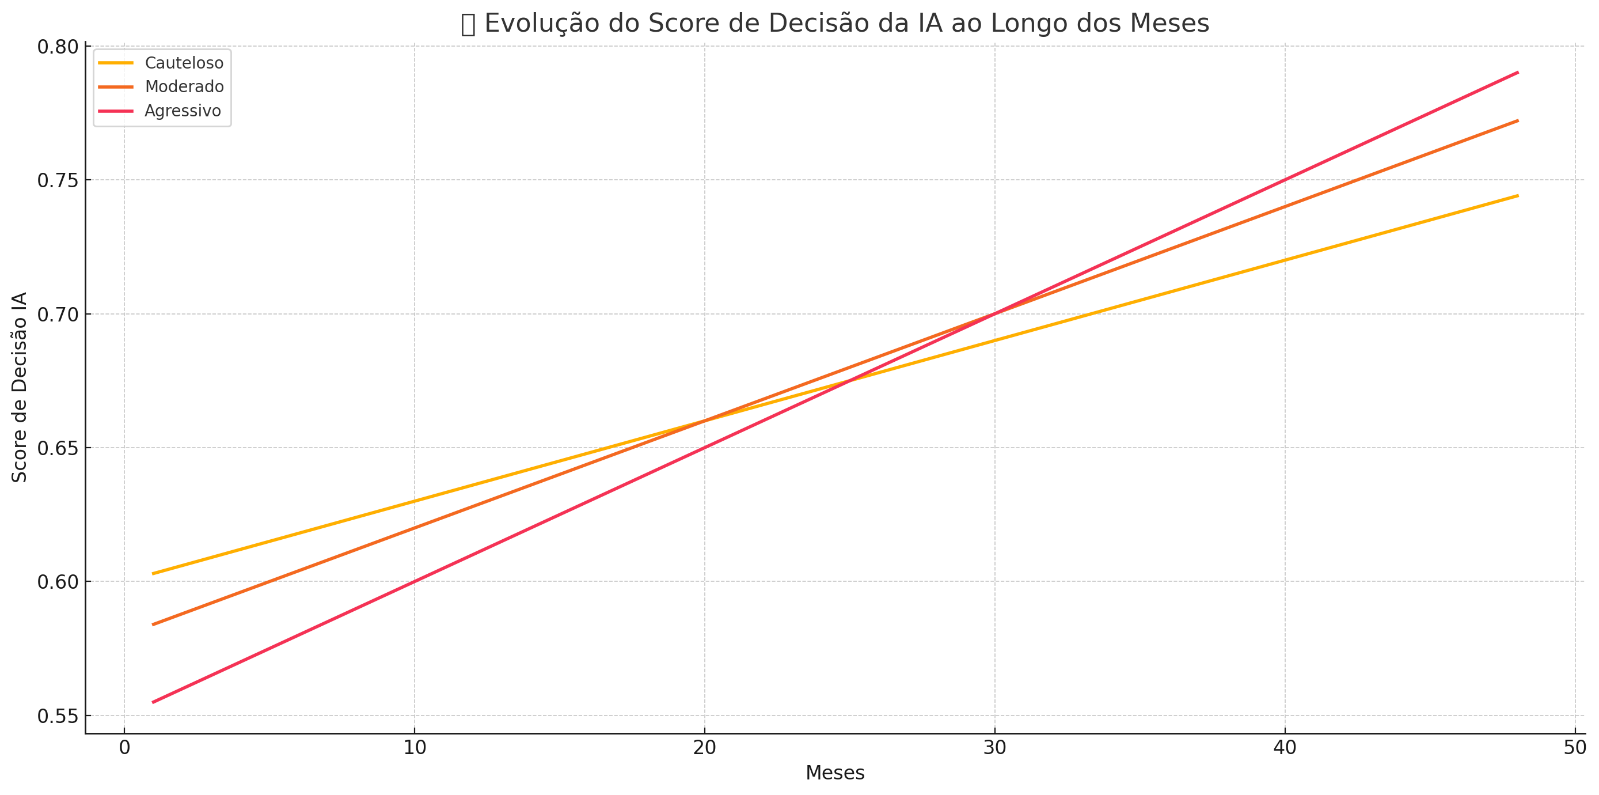 ▯ Evolução do Score de Decisão da IA ao Longo dos Meses
Cauteloso
Moderado
Agressivo
Score de Decisão IA
0.80
0.75
0.70
0.65
0.60
0.55
0 10 20 30 40 50
Meses